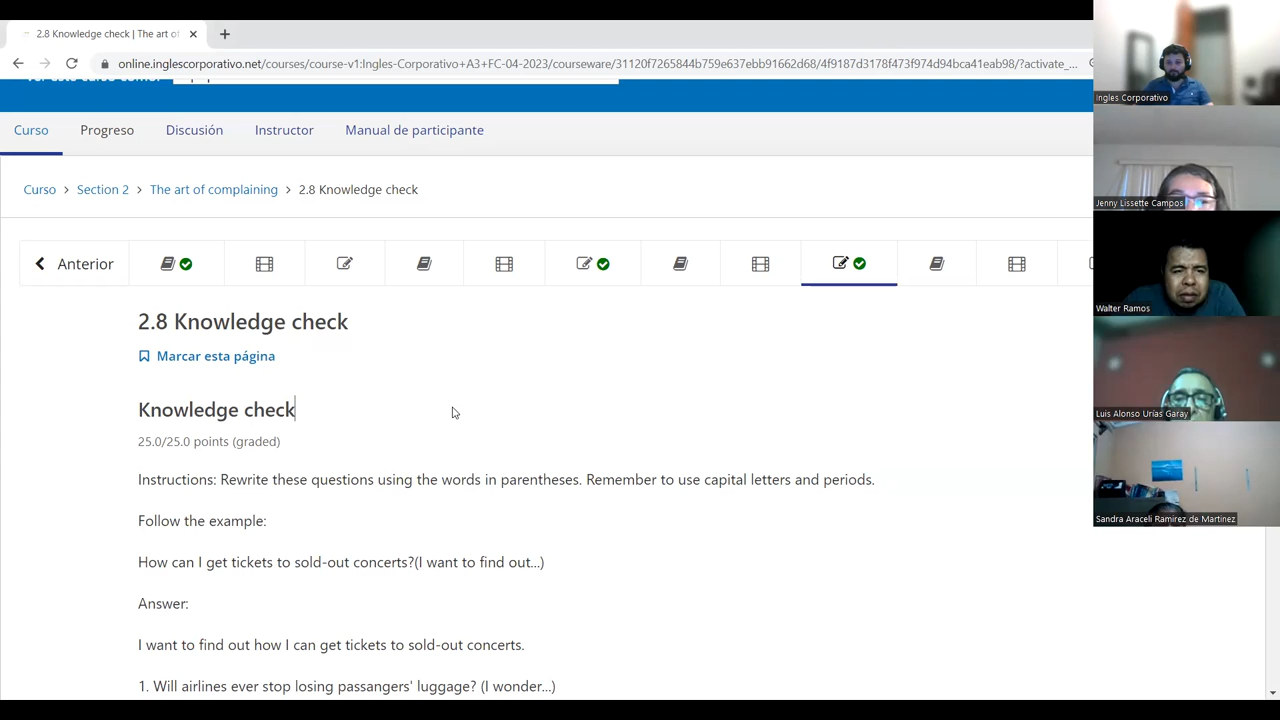 2.8 Knowledge check | The art of
online.inglescorporativo.net/courses/course-v1:Ingles-Corporativo+A3+FC-04-2023/courseware/31120f7265844b759e637ebb91662d68/4f9187d3178f473f974d94bca41eab98/?activate_...
Curso Progreso Discusión Instructor Manual de participante
Curso > Section 2 > The art of complaining > 2.8 Knowledge check
Anterior
2.8 Knowledge check
Marcar esta página
Knowledge check
25.0/25.0 points (graded)
Instructions: Rewrite these questions using the words in parentheses. Remember to use capital letters and periods.
Follow the example:
How can I get tickets to sold-out concerts?(I want to find out...)
Answer:
I want to find out how I can get tickets to sold-out concerts.
1. Will airlines ever stop losing passangers' luggage? (I wonder...)
Ingles Corporativo
Jenny Lissette Campos
Walter Ramos
Luis Alonso Urías Garay
Sandra Araceli Ramirez de Martinez